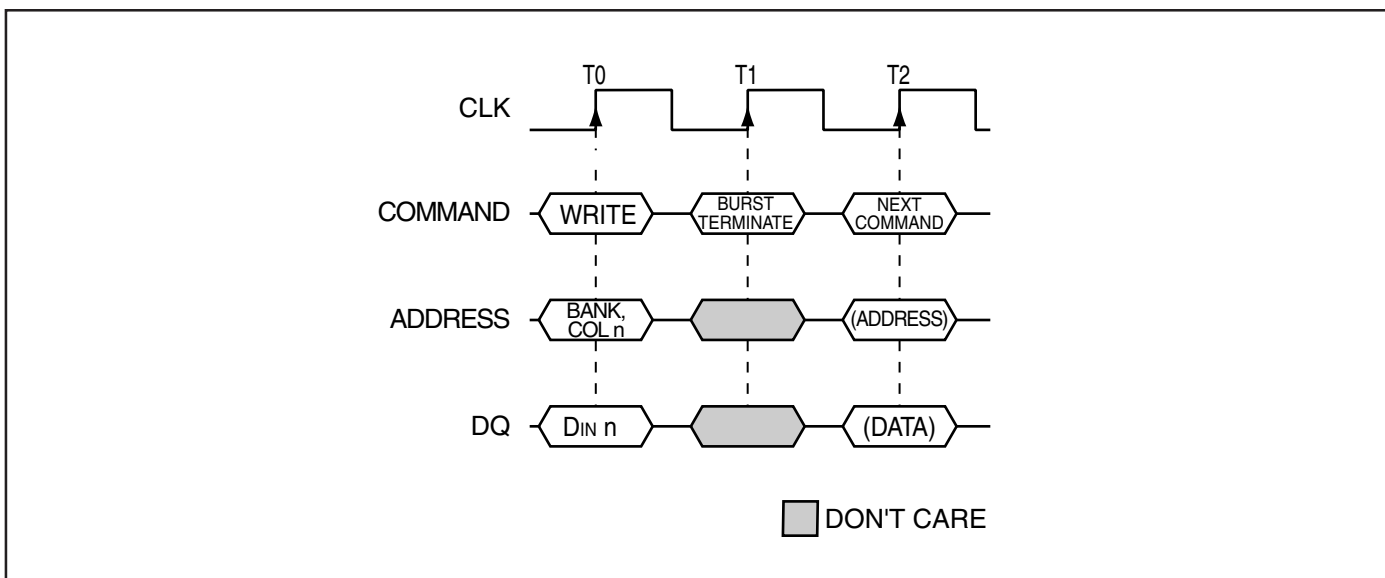 T0 T1 T2
CLK
COMMAND WRITE BURST TERMINATE NEXT COMMAND
ADDRESS BANK, COL n (ADDRESS)
DQ DIN n (DATA)
DON'T CARE